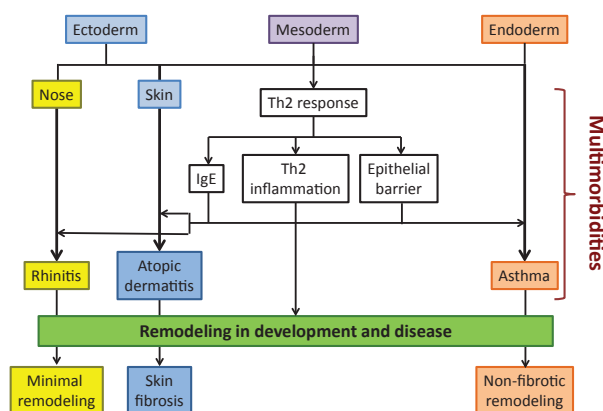 Ectoderm
Mesoderm
Endoderm
Nose
Skin
Th2 response
IgE
Th2
inflammation
Epithelial
barrier
Multimorbidities
Rhinitis
Atopic
dermatitis
Asthma
Remodeling in development and disease
Minimal
remodeling
Skin
fibrosis
Non-fibrotic
remodeling